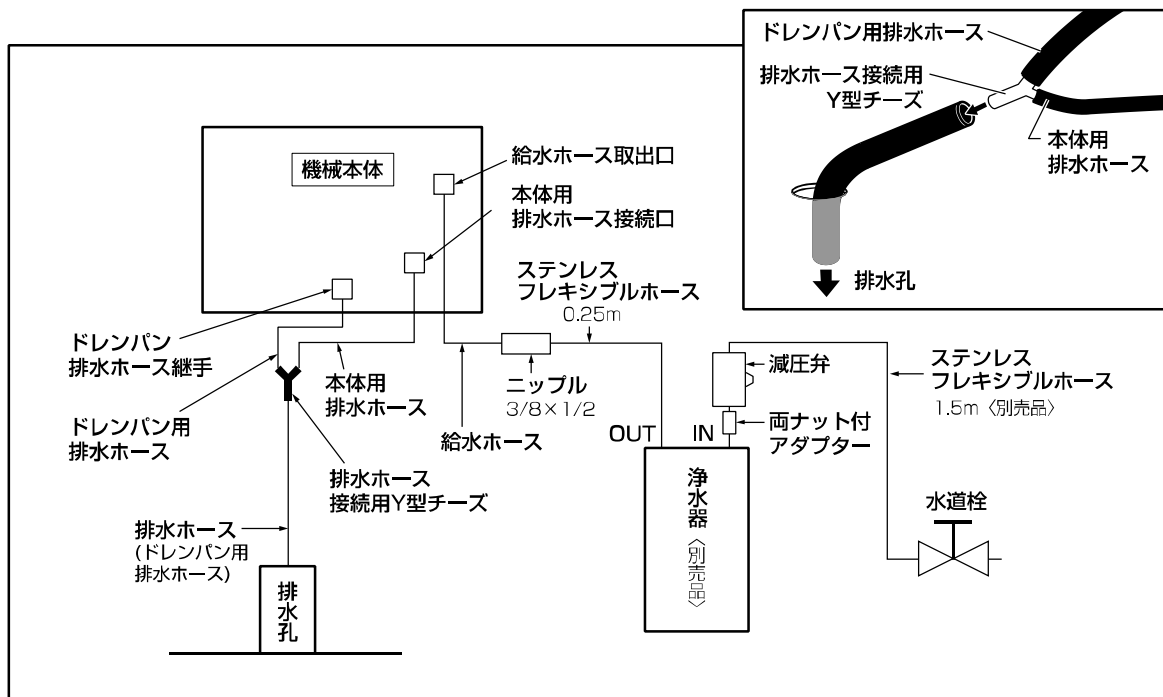 ドレンパン用排水ホース
排水ホース接続用
Y型チーズ
本体用
排水ホース
排水孔
機械本体
給水ホース取出口
本体用
排水ホース接続口
ステンレス
フレキシブルホース
0.25m
ドレンパン
排水ホース継手
本体用
排水ホース
ニップル
3/8×1/2
減圧弁
ステンレス
フレキシブルホース
1.5m〈別売品〉
ドレンパン用
排水ホース
給水ホース
OUT
IN
両ナット付
アダプター
排水ホース
接続用Y型チーズ
浄水器〈別売品〉
水道栓
排水ホース
(ドレンパン用
排水ホース)
排水孔